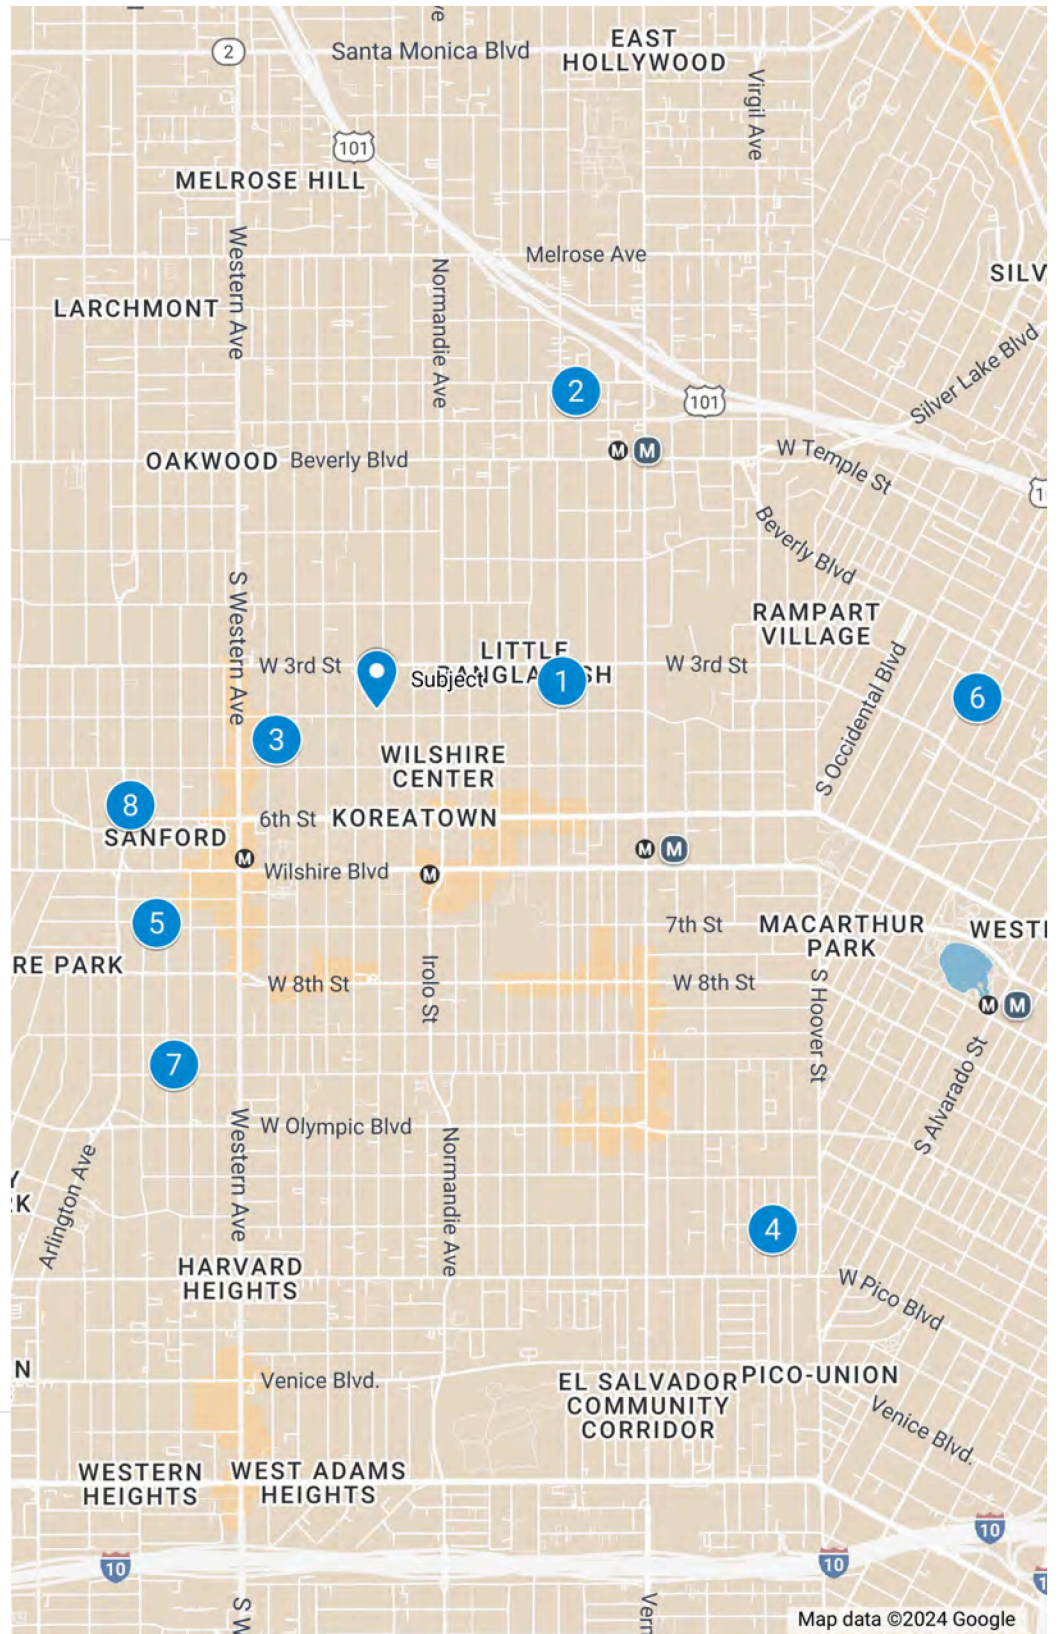 Santa Monica Blvd
2
EAST
HOLLYWOOD
Virgil Ave
101
MELROSE HILL
Western Ave
Normandie Ave
Melrose Ave
LARCHMONT
SILV
Silver Lake Blvd
2
101
OAKWOOD
Beverly Blvd
M
M
W Temple St
Beverly Blvd
S Western Ave
RAMPART
VILLAGE
W 3rd St
LITTLE
Subject
1
W 3rd St
S Occidental Blvd
6
3
WILSHIRE
CENTER
8
6th St
KOREATOWN
SANFORD
M
Wilshire Blvd
M
M
M
5
7th St
MACARTHUR
PARK
WEST
RE PARK
W 8th St
Irolo St
W 8th St
S Hoover St
M
M
7
S Alvarado St
Western Ave
W Olympic Blvd
Normandie Ave
Arlington Ave
Y
K
4
HARVARD
HEIGHTS
W Pico Blvd
N
Venice Blvd.
EL SALVADOR
COMMUNITY
CORRIDOR
PICO-UNION
Venice Blvd.
WESTERN
HEIGHTS
WEST ADAMS
HEIGHTS
10
10
10
S W
Vern
Map data ©2024 Google